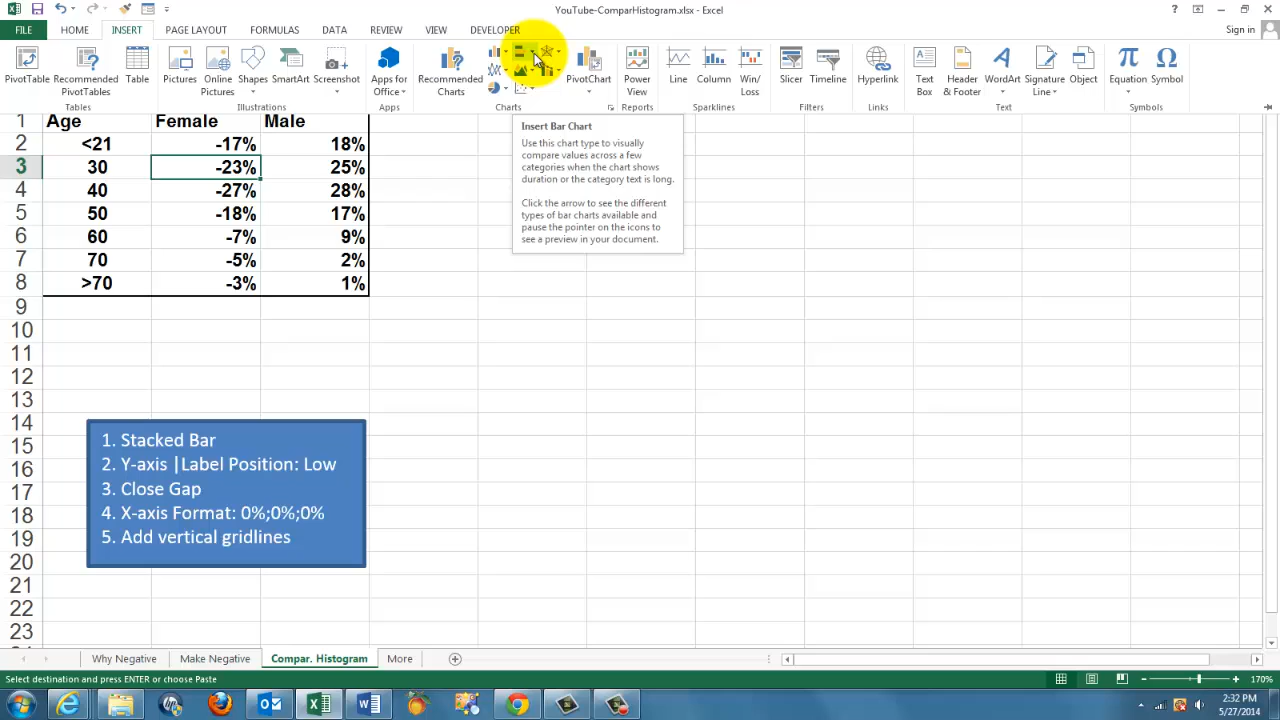 YouTube-ComparHistogram.xlsx - Excel
FILE HOME INSERT PAGE LAYOUT FORMULAS DATA REVIEW VIEW DEVELOPER Sign in
PivotTable Recommended PivotTables Table Pictures Online Pictures Shapes SmartArt Screenshot Apps for Office Recommended Charts PivotChart Power View Line Column Win/Loss Slicer Timeline Hyperlink Text Box Header & Footer WordArt Signature Line Object Equation Symbol
Tables Illustrations Apps Charts Reports Sparklines Filters Links Text Symbols
1 Age Female Male
2 <21 -17% 18%
3 30 -23% 25%
4 40 -27% 28%
5 50 -18% 17%
6 60 -7% 9%
7 70 -5% 2%
8 >70 -3% 1%
9
10
11
12
13
14
15
16
17
18
19
20
21
22
23
Insert Bar Chart
Use this chart type to visually
compare values across a few
categories when the chart shows
duration or the category text is long.
Click the arrow to see the different
types of bar charts available and
pause the pointer on the icons to
see a preview in your document.
1. Stacked Bar
2. Y-axis |Label Position: Low
3. Close Gap
4. X-axis Format: 0%;0%;0%
5. Add vertical gridlines
Why Negative Make Negative Compar. Histogram More
Select destination and press ENTER or choose Paste 170%
2:32 PM
5/27/2014